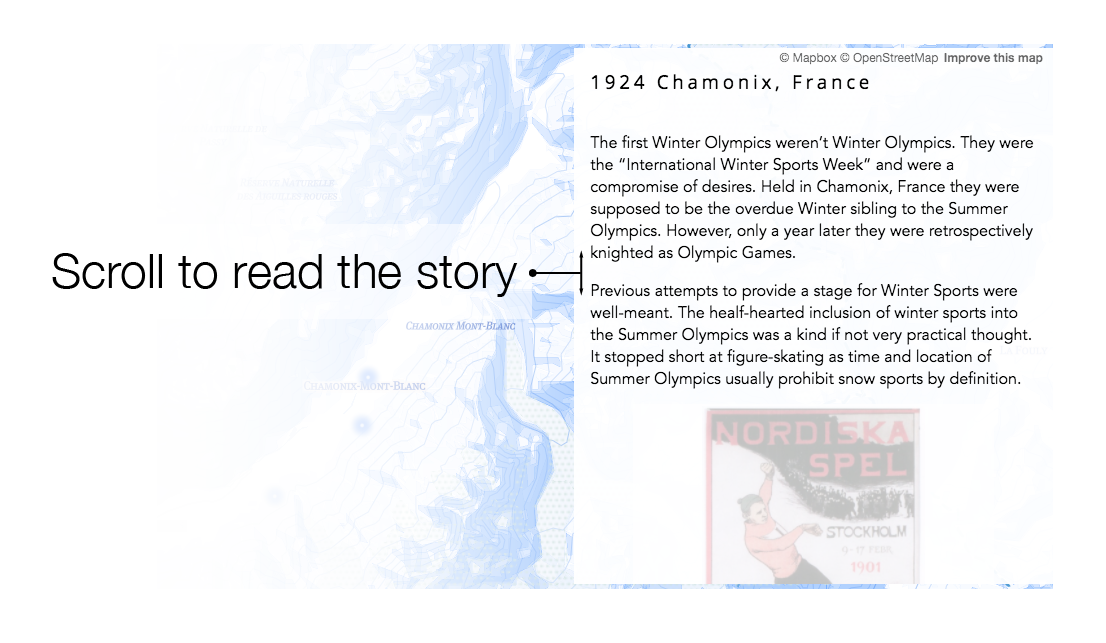 © Mapbox © OpenStreetMap Improve this map
1924 Chamonix, France
The first Winter Olympics weren’t Winter Olympics. They were
the “International Winter Sports Week” and were a
compromise of desires. Held in Chamonix, France they were
supposed to be the overdue Winter sibling to the Summer
Olympics. However, only a year later they were retrospectively
knighted as Olympic Games.
Scroll to read the story
Previous attempts to provide a stage for Winter Sports were
well-meant. The healf-hearted inclusion of winter sports into
the Summer Olympics was a kind if not very practical thought.
It stopped short at figure-skating as time and location of
Summer Olympics usually prohibit snow sports by definition.
Chamonix Mont-Blanc
Chamonix-Mont-Blanc
NORDISKA
SPEL
STOCKHOLM
9-17 FEBR.
1901